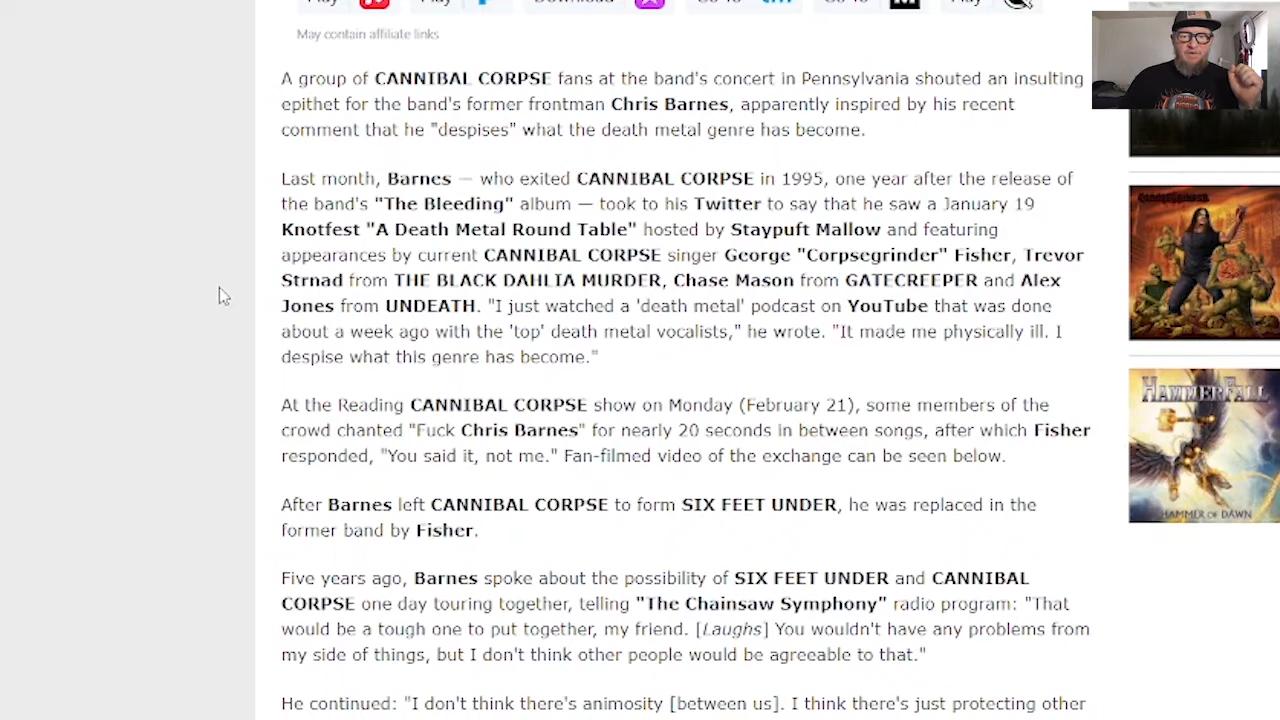 May contain affiliate links
A group of CANNIBAL CORPSE fans at the band's concert in Pennsylvania shouted an insulting
epithet for the band's former frontman Chris Barnes, apparently inspired by his recent
comment that he "despises" what the death metal genre has become.
Last month, Barnes — who exited CANNIBAL CORPSE in 1995, one year after the release of
the band's "The Bleeding" album — took to his Twitter to say that he saw a January 19
Knotfest "A Death Metal Round Table" hosted by Staypuft Mallow and featuring
appearances by current CANNIBAL CORPSE singer George "Corpsegrinder" Fisher, Trevor
Strnad from THE BLACK DAHLIA MURDER, Chase Mason from GATECREEPER and Alex
Jones from UNDEATH. "I just watched a 'death metal' podcast on YouTube that was done
about a week ago with the 'top' death metal vocalists," he wrote. "It made me physically ill. I
despise what this genre has become."
At the Reading CANNIBAL CORPSE show on Monday (February 21), some members of the
crowd chanted "Fuck Chris Barnes" for nearly 20 seconds in between songs, after which Fisher
responded, "You said it, not me." Fan-filmed video of the exchange can be seen below.
After Barnes left CANNIBAL CORPSE to form SIX FEET UNDER, he was replaced in the
former band by Fisher.
Five years ago, Barnes spoke about the possibility of SIX FEET UNDER and CANNIBAL
CORPSE one day touring together, telling "The Chainsaw Symphony" radio program: "That
would be a tough one to put together, my friend. [Laughs] You wouldn't have any problems from
my side of things, but I don't think other people would be agreeable to that."
He continued: "I don't think there's animosity [between us]. I think there's just protecting other
HAMMERFALL
HAMMER OF DAWN